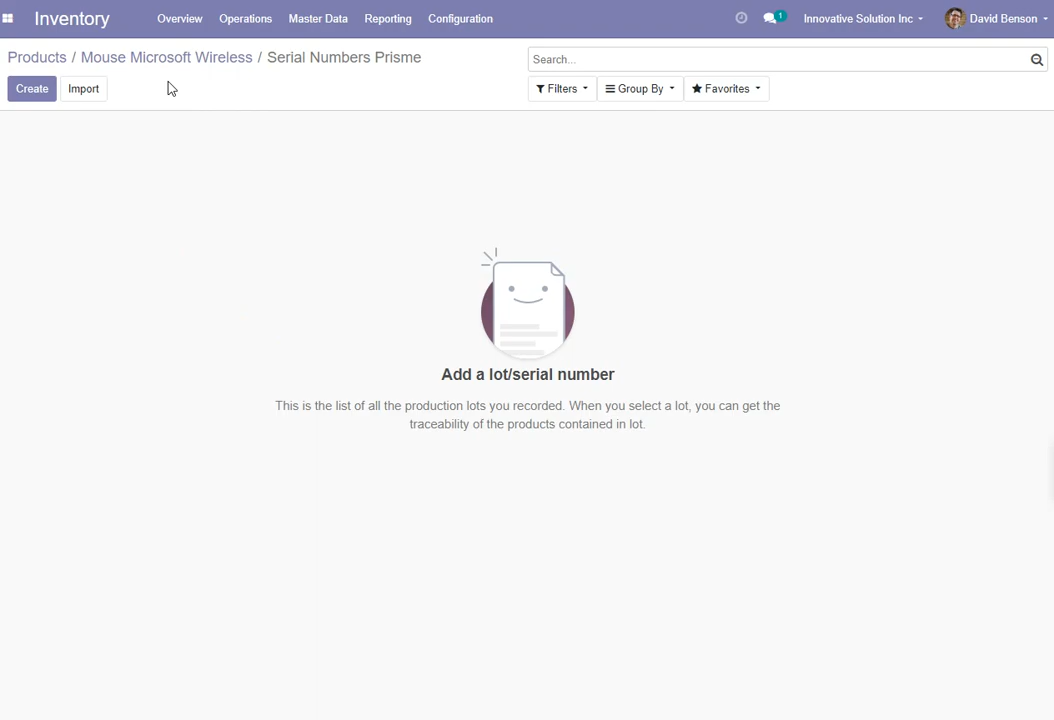 Inventory Overview Operations Master Data Reporting Configuration 1 Innovative Solution Inc David Benson
Products / Mouse Microsoft Wireless / Serial Numbers Prisme
Search...
Create Import Filters Group By Favorites
Add a lot/serial number
This is the list of all the production lots you recorded. When you select a lot, you can get the
traceability of the products contained in lot.